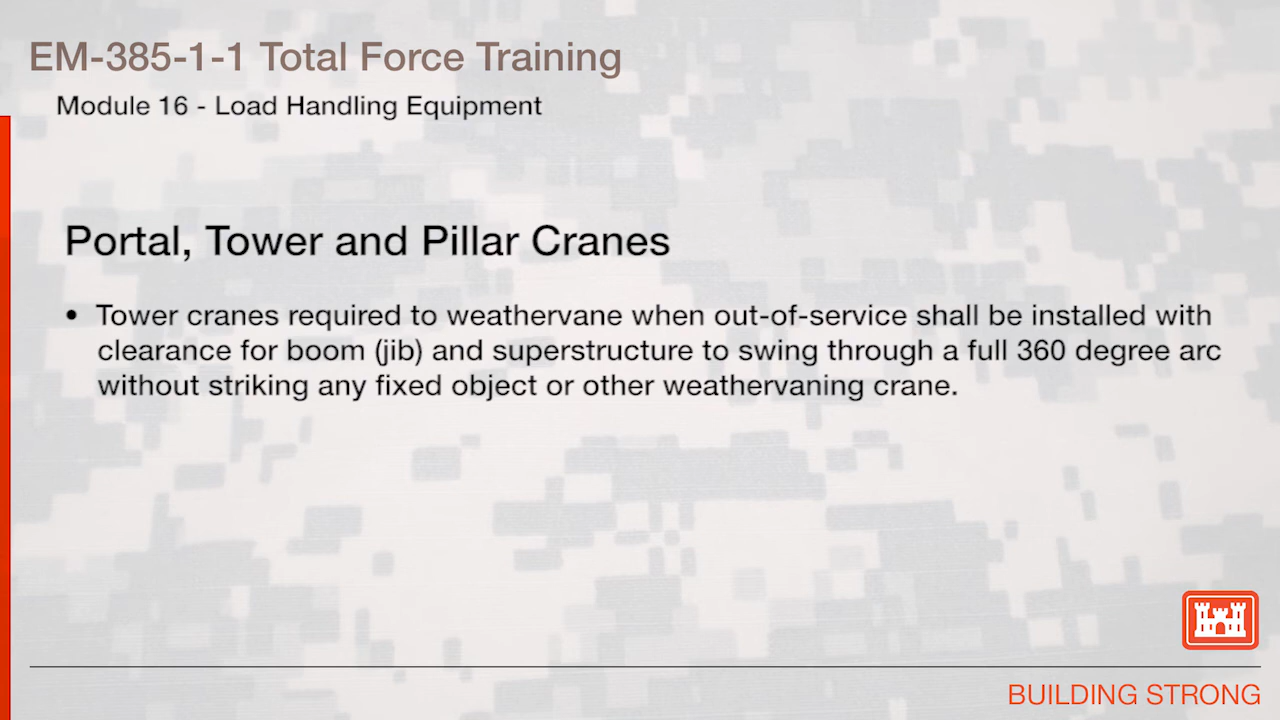 EM-385-1-1 Total Force Training
Module 16 - Load Handling Equipment
Portal, Tower and Pillar Cranes
• Tower cranes required to weathervane when out-of-service shall be installed with
clearance for boom (jib) and superstructure to swing through a full 360 degree arc
without striking any fixed object or other weathervaning crane.
BUILDING STRONG